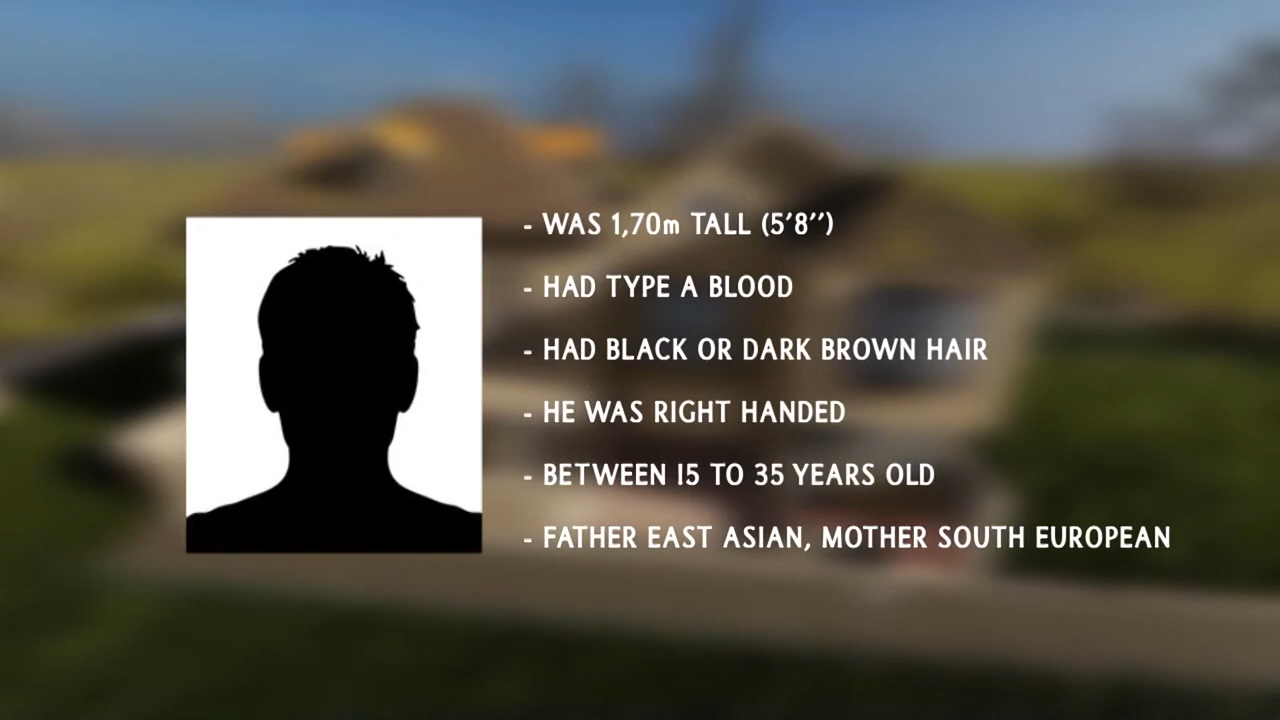 - WAS 1,70m TALL (5'8'')
- HAD TYPE A BLOOD
- HAD BLACK OR DARK BROWN HAIR
- HE WAS RIGHT HANDED
- BETWEEN 15 TO 35 YEARS OLD
- FATHER EAST ASIAN, MOTHER SOUTH EUROPEAN